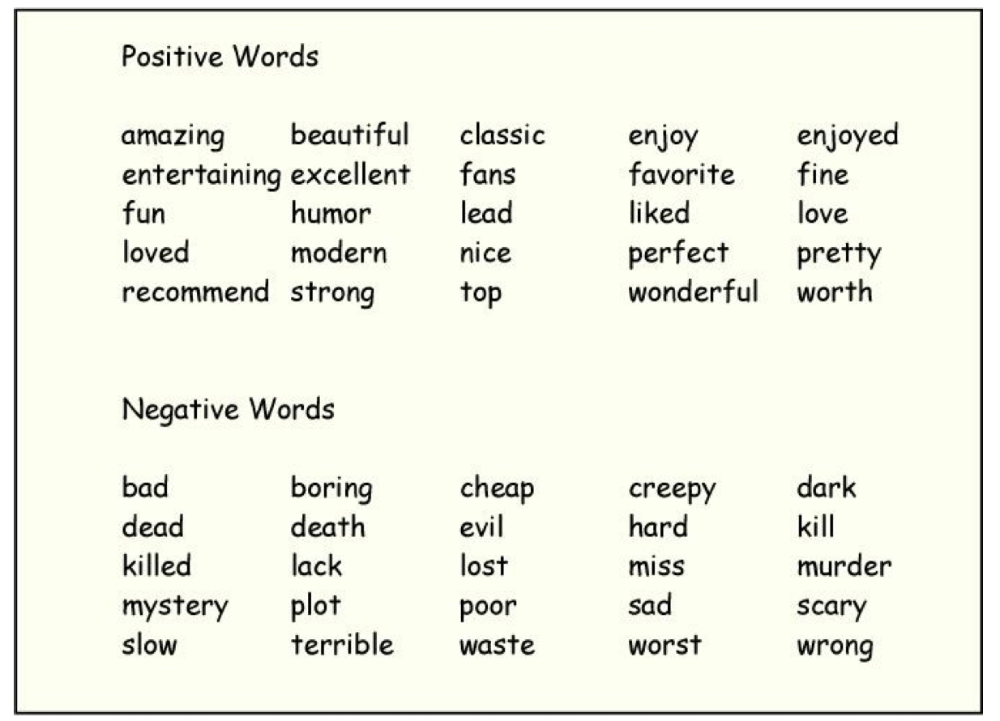 Positive Words
amazing beautiful classic enjoy enjoyed
entertaining excellent fans favorite fine
fun humor lead liked love
loved modern nice perfect pretty
recommend strong top wonderful worth
Negative Words
bad boring cheap creepy dark
dead death evil hard kill
killed lack lost miss murder
mystery plot poor sad scary
slow terrible waste worst wrong